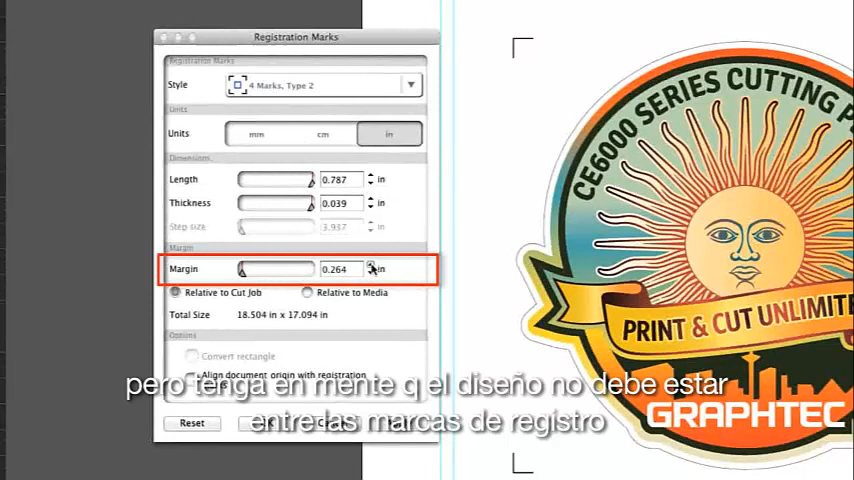 Registration Marks
Registration Marks
Style
4 Marks, Type 2
Units
Units
mm
cm
in
Dimensions
Length
0.787
in
Thickness
0.039
in
Step size
3.937
in
Margin
Margin
0.264
in
Relative to Cut Job
Relative to Media
Total Size
18.504 in x 17.094 in
Options
Convert rectangle
Align document origin with registration
Reset
pero tenga en mente q el diseño no debe estar
entre las marcas de registro
CE6000 SERIES CUTTING
PRINT & CUT UNLIMITE
GRAPHTEC